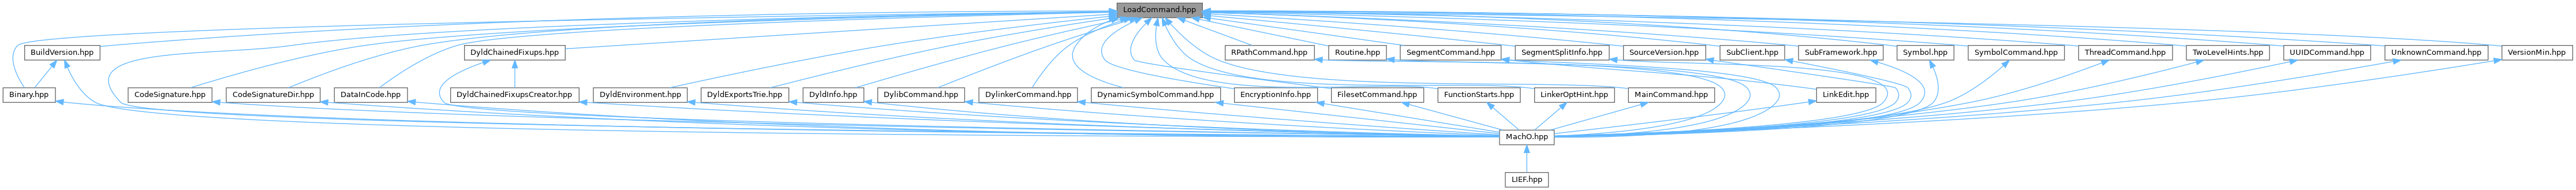 LoadCommand.hpp
BuildVersion.hpp
DyldChainedFixups.hpp
RPathCommand.hpp
Routine.hpp
SegmentCommand.hpp
SegmentSplitInfo.hpp
SourceVersion.hpp
SubClient.hpp
SubFramework.hpp
Symbol.hpp
SymbolCommand.hpp
ThreadCommand.hpp
TwoLevelHints.hpp
UUIDCommand.hpp
UnknownCommand.hpp
VersionMin.hpp
Binary.hpp
CodeSignature.hpp
CodeSignatureDir.hpp
DataInCode.hpp
DyldChainedFixupsCreator.hpp
DyldEnvironment.hpp
DyldExportsTrie.hpp
DyldInfo.hpp
DylibCommand.hpp
DylinkerCommand.hpp
DynamicSymbolCommand.hpp
EncryptionInfo.hpp
FilesetCommand.hpp
FunctionStarts.hpp
LinkerOptHint.hpp
MainCommand.hpp
LinkEdit.hpp
MachO.hpp
LIEF.hpp